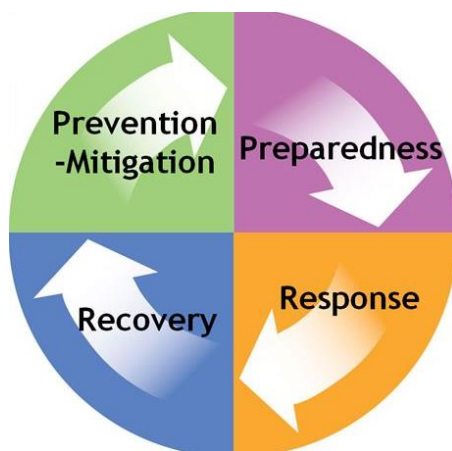 Prevention
-Mitigation
Preparedness
Response
Recovery